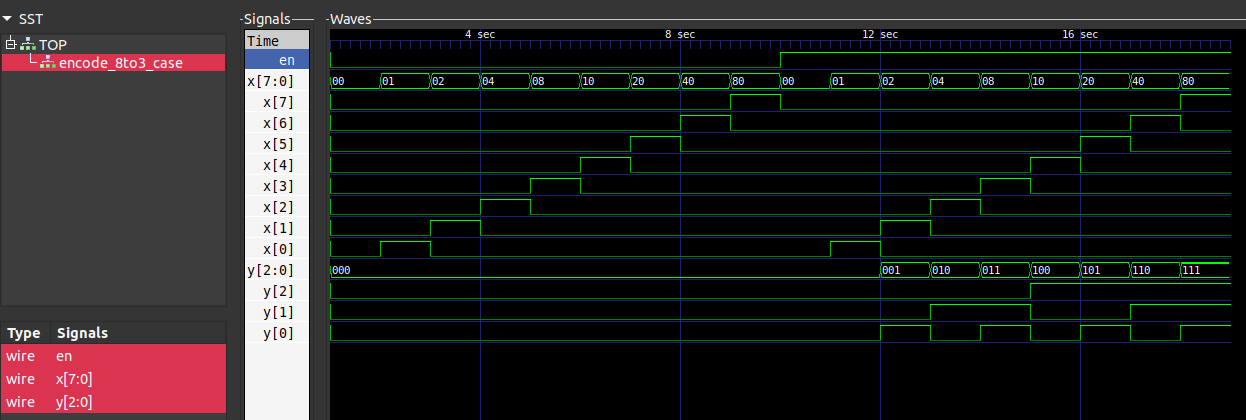 SST
TOP
encode_8to3_case
Type Signals
wire en
wire x[7:0]
wire y[2:0]
Signals
Time
en
x[7:0]
x[7]
x[6]
x[5]
x[4]
x[3]
x[2]
x[1]
x[0]
y[2:0]
y[2]
y[1]
y[0]
Waves
4 sec 8 sec 12 sec 16 sec
00 01 02 04 08 10 20 40 80 00 01 02 04 08 10 20 40 80
000 001 010 011 100 101 110 111